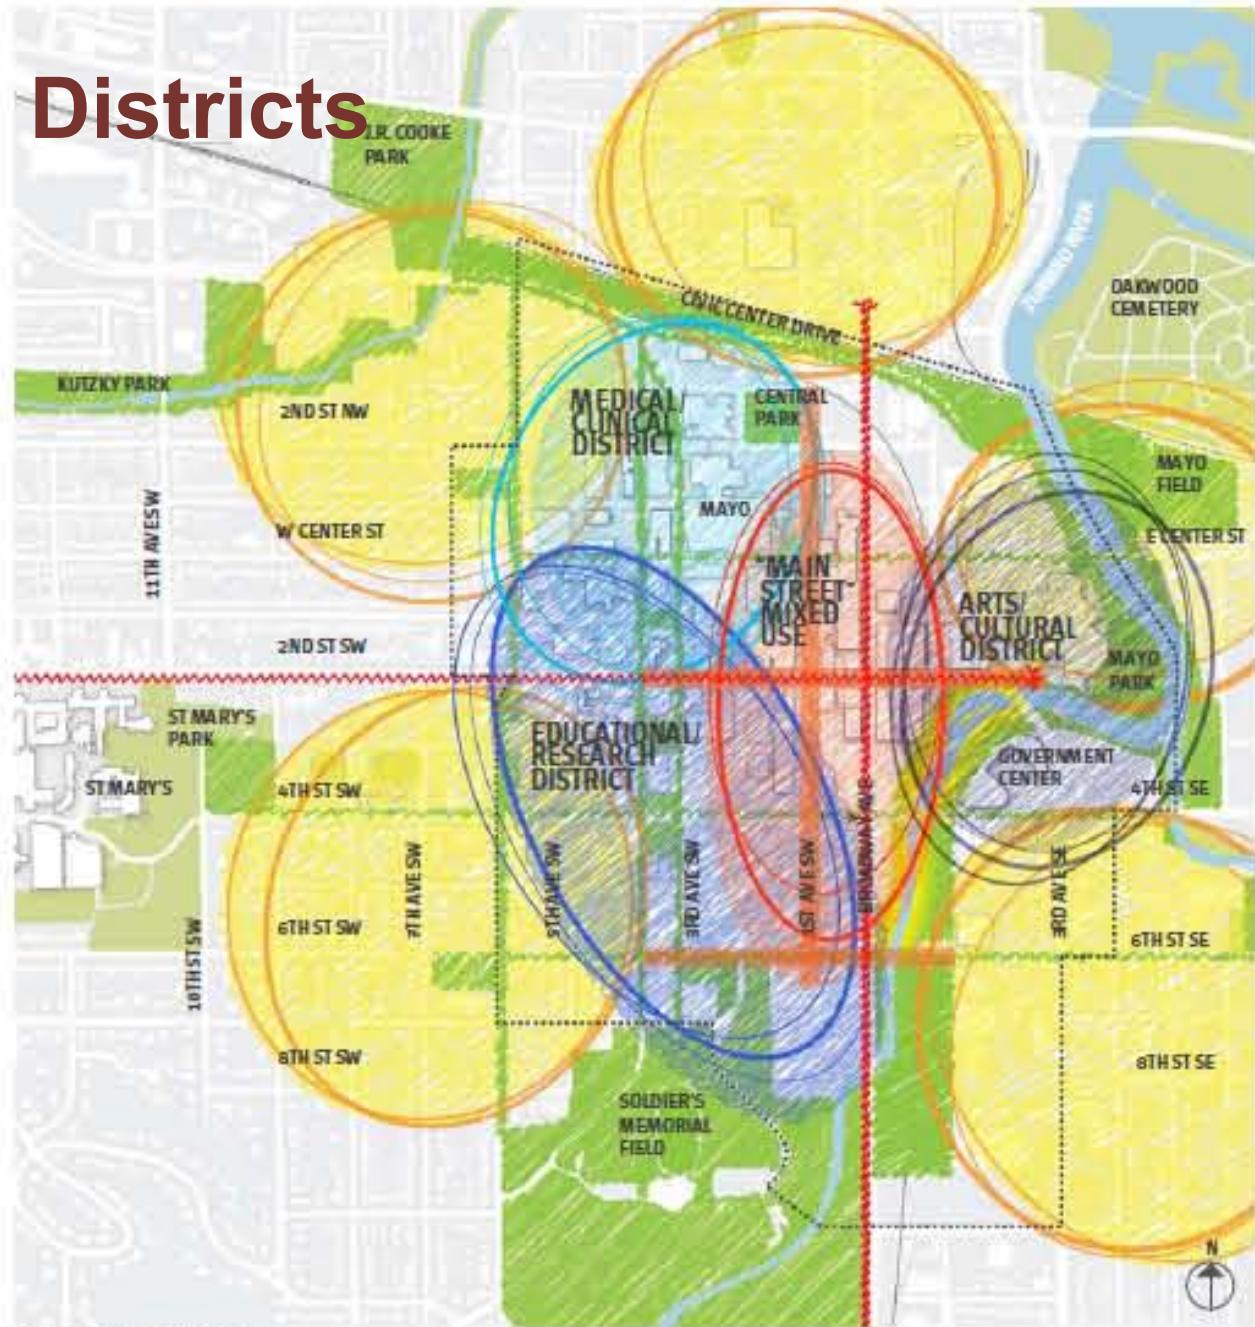 Districts
J.R. COOKE
PARK
ZUMBRO RIVER
OAKWOOD
CEMETERY
CIVIC CENTER DRIVE
KUTZKY PARK
2ND ST NW
MEDICAL/
CLINICAL
DISTRICT
CENTRAL
PARK
MAYO
FIELD
11TH AVE SW
W CENTER ST
MAYO
E CENTER ST
"MAIN
STREET"
MIXED
USE
ARTS/
CULTURAL
DISTRICT
2ND ST SW
MAYO
PARK
ST MARY'S
PARK
EDUCATIONAL/
RESEARCH
DISTRICT
GOVERNMENT
CENTER
ST MARY'S
4TH ST SW
4TH ST SE
7TH AVE SW
5TH AVE SW
3RD AVE SW
1ST AVE SW
BROADWAY AVE
3RD AVE SE
6TH ST SW
6TH ST SE
10TH ST SW
8TH ST SW
8TH ST SE
SOLDIER'S
MEMORIAL
FIELD
N